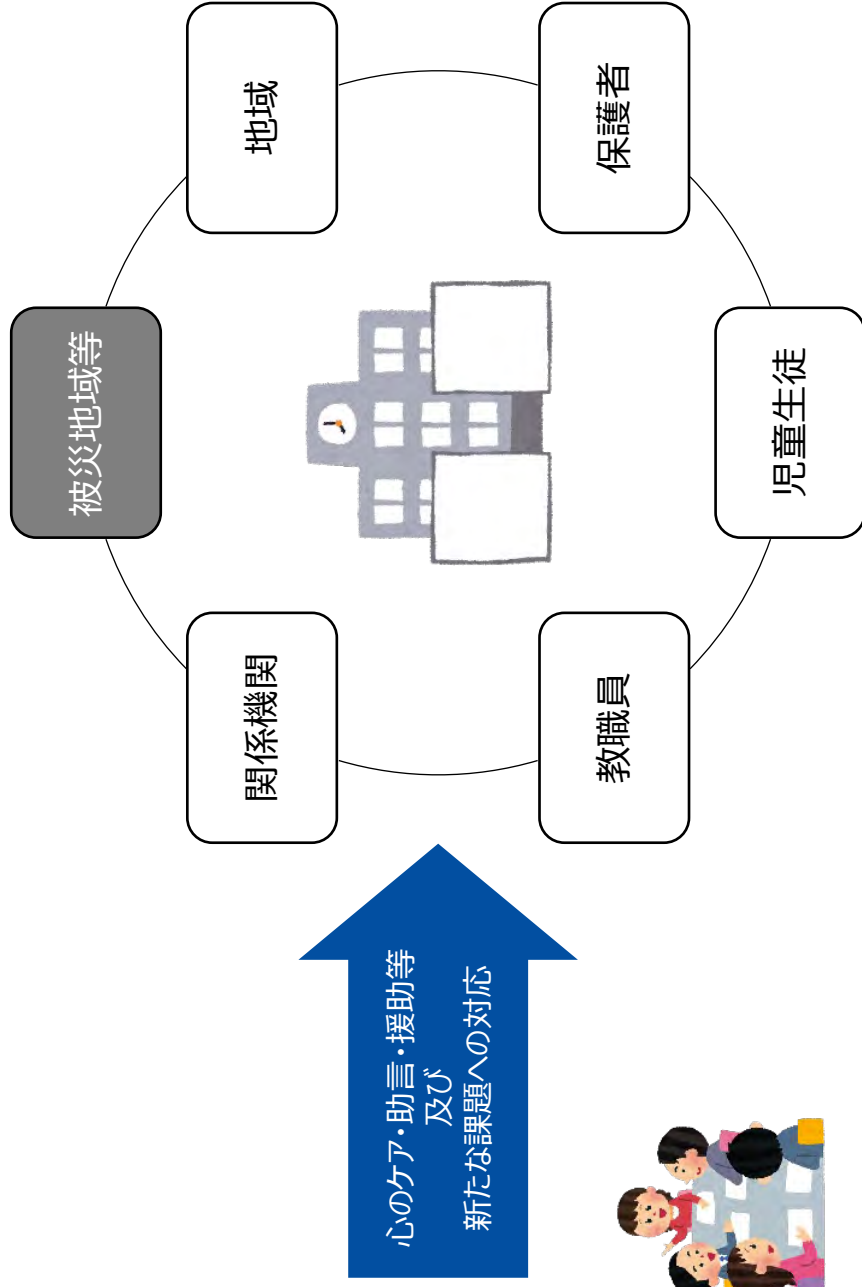 心のケア・助言・援助等
及び
新たな課題への対応
教職員
関係機関
児童生徒
被災地域等
保護者
地域